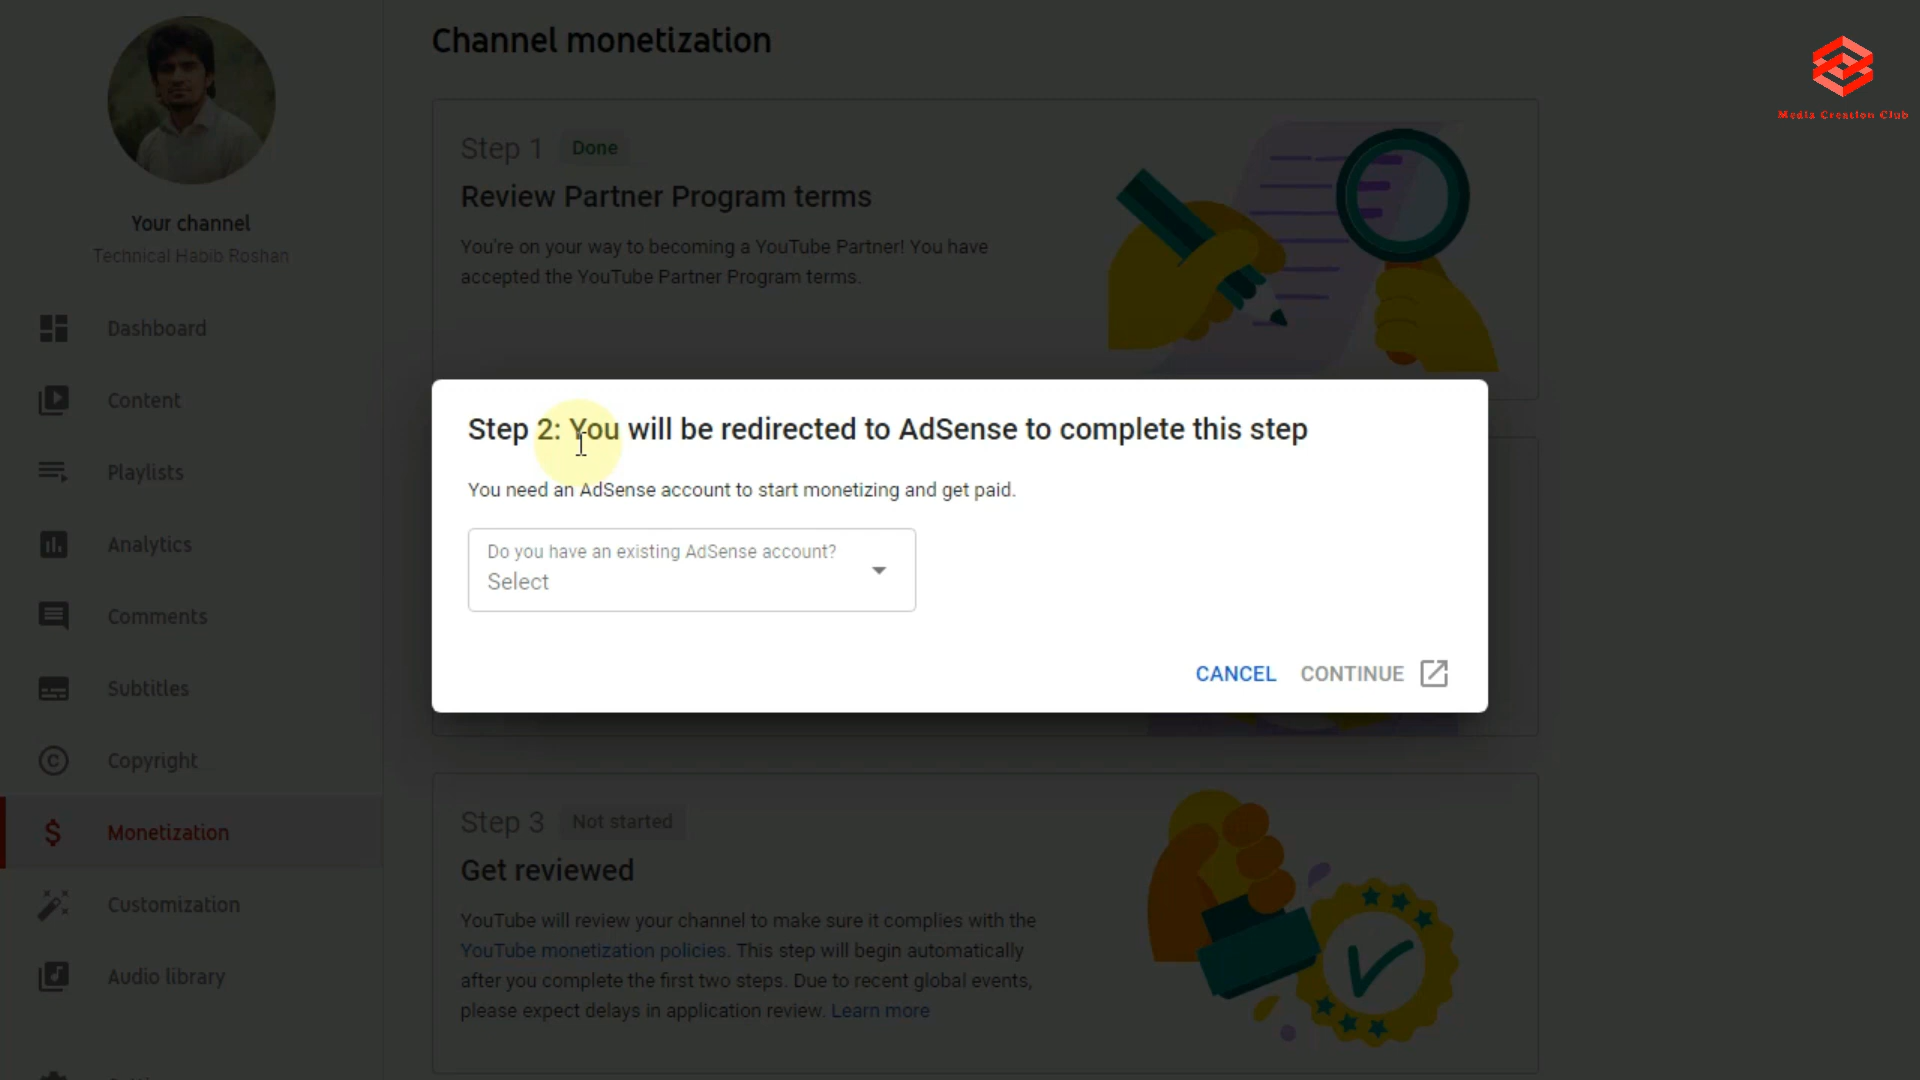 Channel monetization
Media Creation Club
Step 1 Done
Review Partner Program terms
You're on your way to becoming a YouTube Partner! You have
accepted the YouTube Partner Program terms.
Your channel
Technical Habib Roshan
Dashboard
Content
Playlists
Analytics
Comments
Subtitles
Copyright
Monetization
Customization
Audio library
Step 2: You will be redirected to AdSense to complete this step
You need an AdSense account to start monetizing and get paid.
Do you have an existing AdSense account?
Select
CANCEL CONTINUE
Step 3 Not started
Get reviewed
YouTube will review your channel to make sure it complies with the
YouTube monetization policies. This step will begin automatically
after you complete the first two steps. Due to recent global events,
please expect delays in application review. Learn more